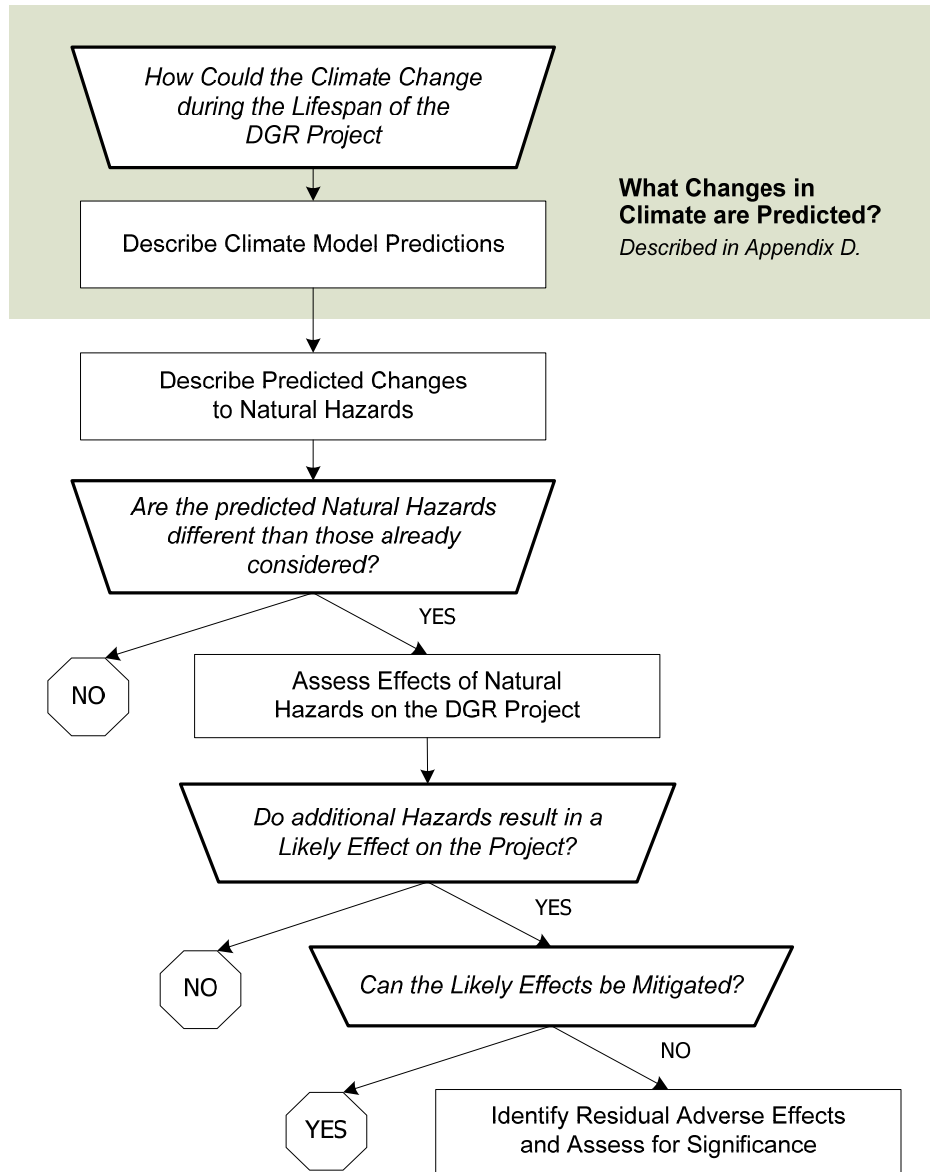 How Could the Climate Change
during the Lifespan of the
DGR Project
What Changes in
Climate are Predicted?
Described in Appendix D.
Describe Climate Model Predictions
Describe Predicted Changes
to Natural Hazards
Are the predicted Natural Hazards
different than those already
considered?
YES
NO
Assess Effects of Natural
Hazards on the DGR Project
Do additional Hazards result in a
Likely Effect on the Project?
YES
NO
Can the Likely Effects be Mitigated?
NO
YES
Identify Residual Adverse Effects
and Assess for Significance